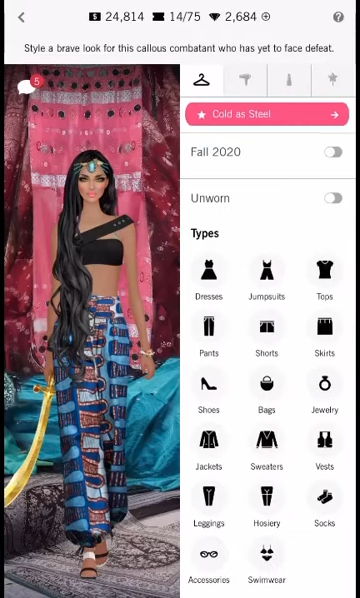 24,814 14/75 2,684
Style a brave look for this callous combatant who has yet to face defeat.
5
Cold as Steel
Fall 2020
Unworn
Types
Dresses Jumpsuits Tops
Pants Shorts Skirts
Shoes Bags Jewelry
Jackets Sweaters Vests
Leggings Hosiery Socks
Accessories Swimwear